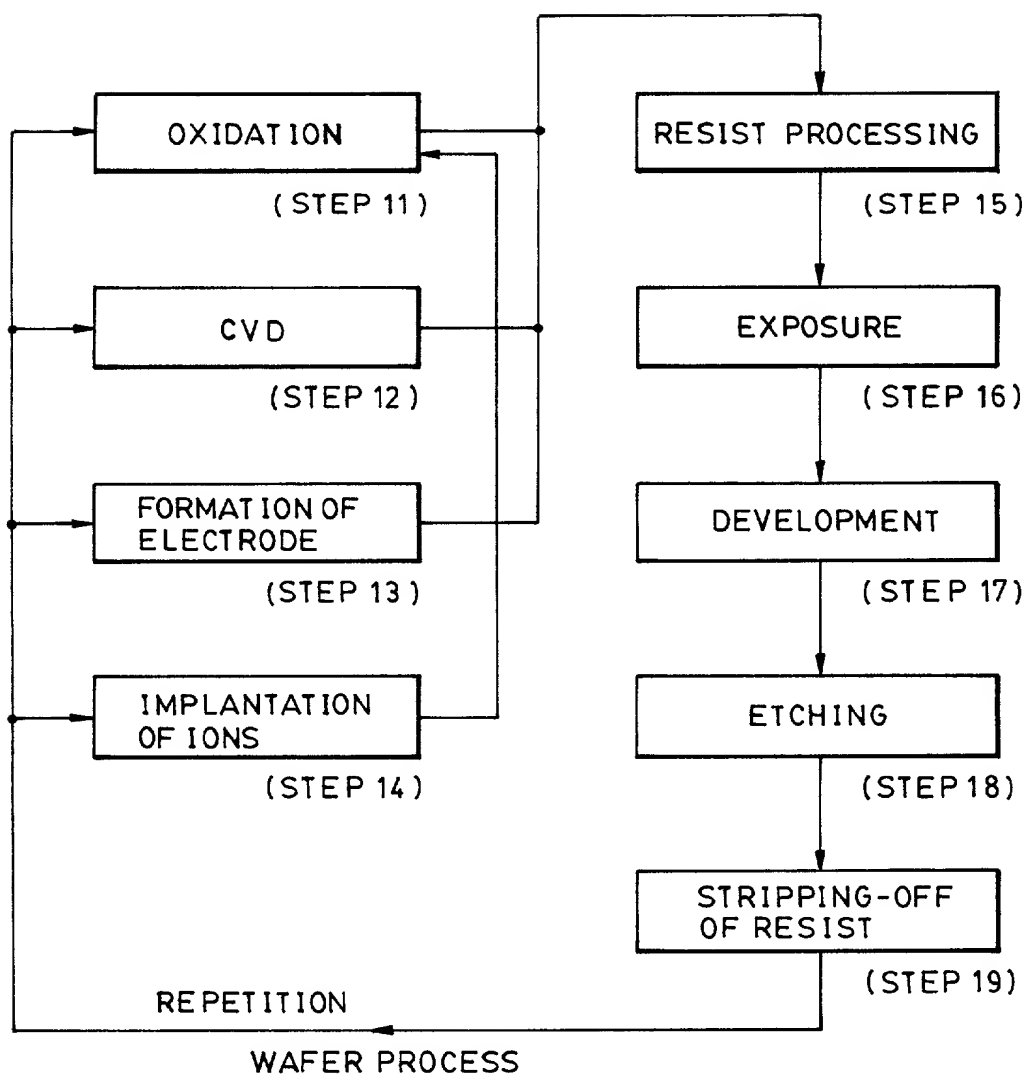 OXIDATION
(STEP 11)
CVD
(STEP 12)
FORMATION OF
ELECTRODE
(STEP 13)
IMPLANTATION
OF IONS
(STEP 14)
RESIST PROCESSING
(STEP 15)
EXPOSURE
(STEP 16)
DEVELOPMENT
(STEP 17)
ETCHING
(STEP 18)
STRIPPING-OFF
OF RESIST
(STEP 19)
REPETITION
WAFER PROCESS